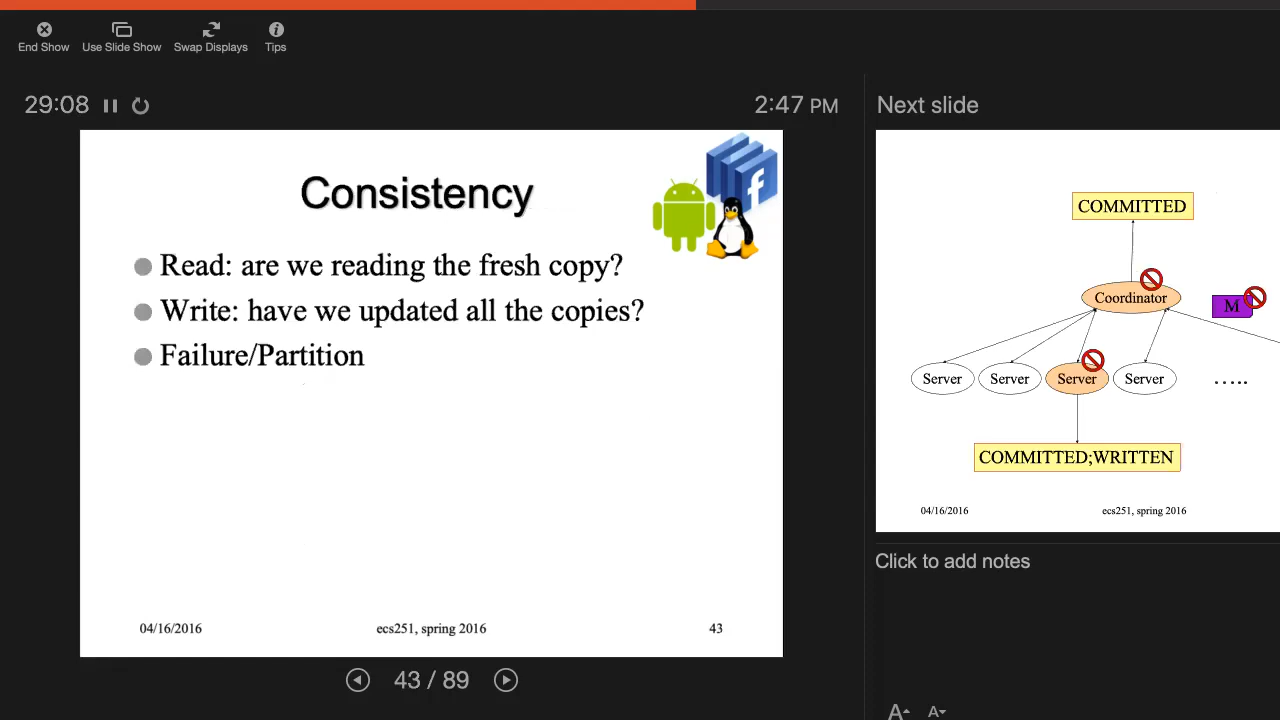 End Show
Use Slide Show
Swap Displays
Tips
29:08
2:47 PM
Next slide
Consistency
Read: are we reading the fresh copy?
Write: have we updated all the copies?
Failure/Partition
04/16/2016
ecs251, spring 2016
43
43 / 89
COMMITTED
Coordinator
M
Server
Server
Server
Server
.....
COMMITTED;WRITTEN
04/16/2016
ecs251, spring 2016
Click to add notes
A
A